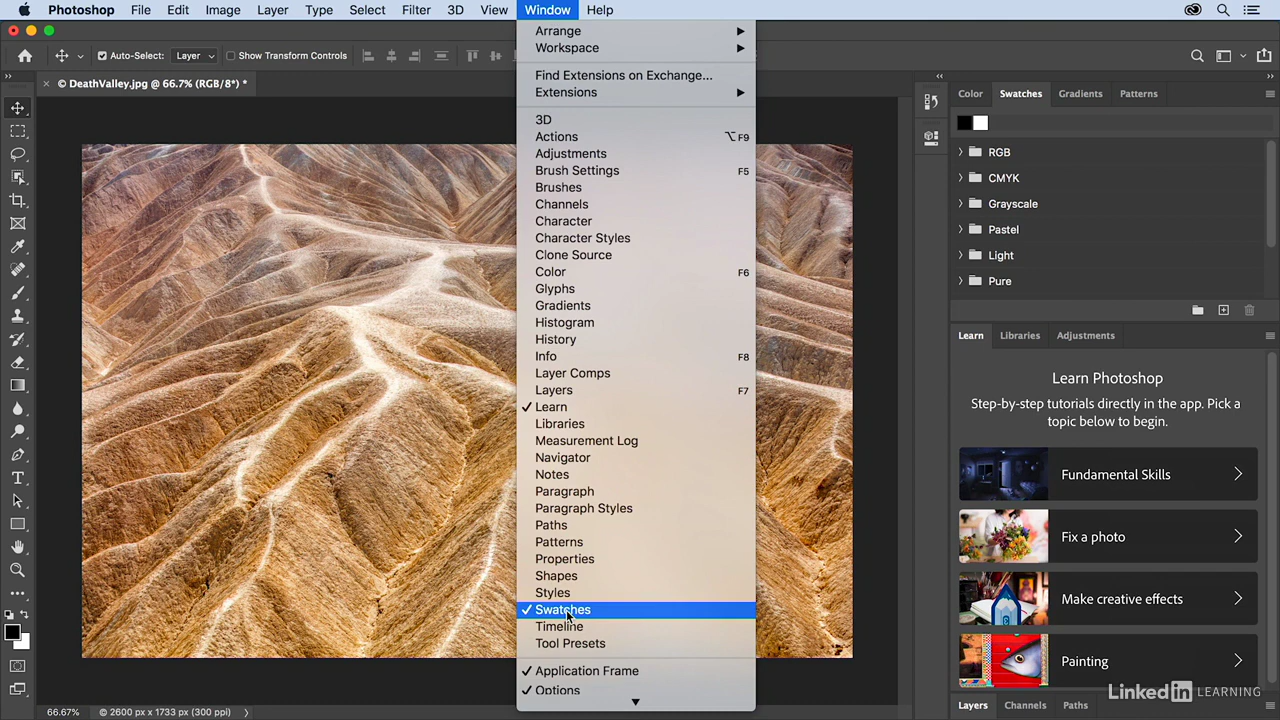 Photoshop File Edit Image Layer Type Select Filter 3D View Window Help
Auto-Select: Layer Show Transform Controls
© DeathValley.jpg @ 66.7% (RGB/8*) *
Arrange
Workspace
Find Extensions on Exchange...
Extensions
3D
Actions ⌥F9
Adjustments
Brush Settings F5
Brushes
Channels
Character
Character Styles
Clone Source
Color F6
Glyphs
Gradients
Histogram
History
Info F8
Layer Comps
Layers F7
✓ Learn
Libraries
Measurement Log
Navigator
Notes
Paragraph
Paragraph Styles
Paths
Patterns
Properties
Shapes
Styles
✓ Swatches
Timeline
Tool Presets
✓ Application Frame
✓ Options
Color Swatches Gradients Patterns
RGB
CMYK
Grayscale
Pastel
Light
Pure
Learn Libraries Adjustments
Learn Photoshop
Step-by-step tutorials directly in the app. Pick a
topic below to begin.
Fundamental Skills
Fix a photo
Make creative effects
Painting
LinkedIn LEARNING
Layers Channels Paths
66.67% © 2600 px x 1733 px (300 ppi)